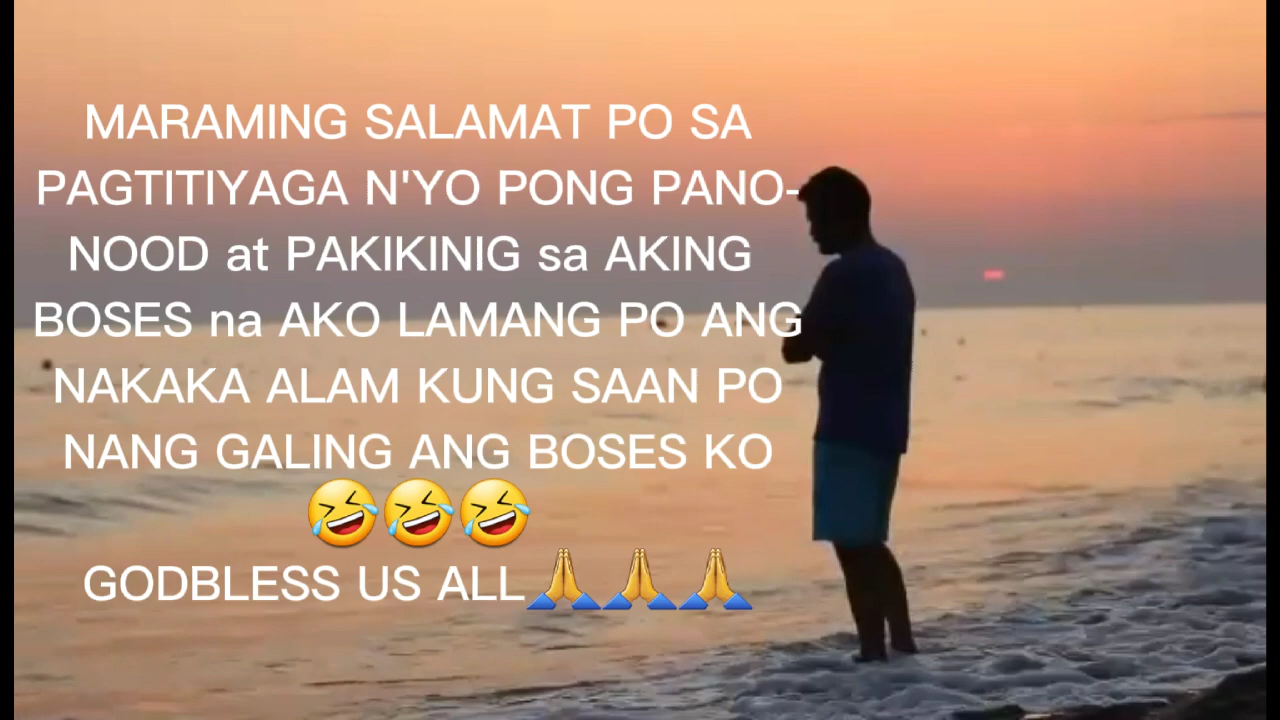 MARAMING SALAMAT PO SA
PAGTITIYAGA N'YO PONG PANO-
NOOD at PAKIKINIG sa AKING
BOSES na AKO LAMANG PO ANG
NAKAKA ALAM KUNG SAAN PO
NANG GALING ANG BOSES KO
🤣🤣🤣
GODBLESS US ALL🙏🙏🙏